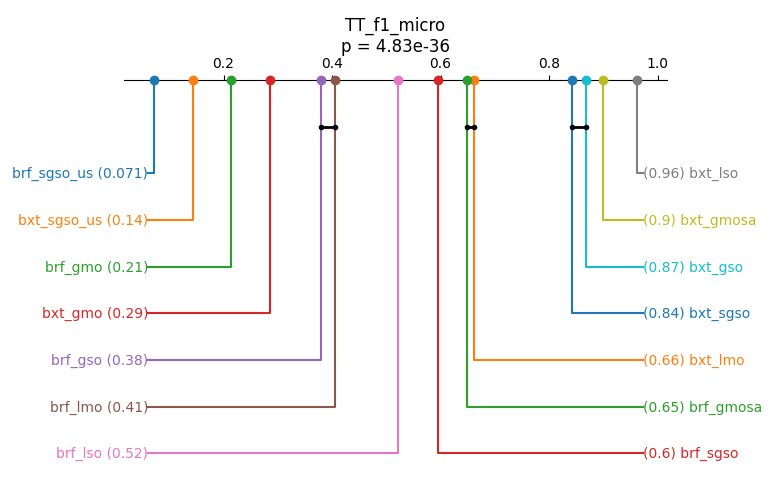 TT_f1_micro
p = 4.83e-36
0.2 0.4 0.6 0.8 1.0
brf_sgso_us (0.071) (0.96) bxt_lso
bxt_sgso_us (0.14) (0.9) bxt_gmosa
brf_gmo (0.21) (0.87) bxt_gso
bxt_gmo (0.29) (0.84) bxt_sgso
brf_gso (0.38) (0.66) bxt_lmo
brf_lmo (0.41) (0.65) brf_gmosa
brf_lso (0.52) (0.6) brf_sgso